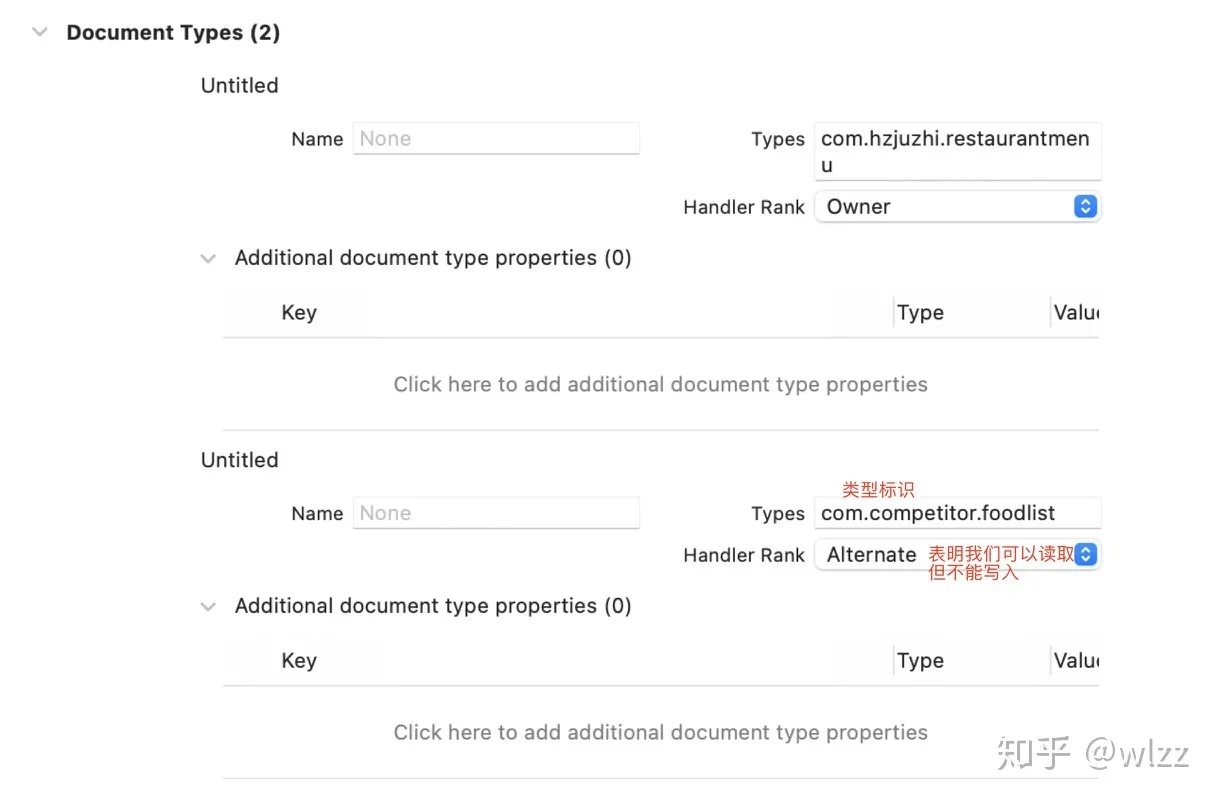 Document Types (2)
Untitled
Name None
Types com.hzjuzhi.restaurantmen
u
Handler Rank Owner
Additional document type properties (0)
Key Type Value
Click here to add additional document type properties
Untitled
类型标识
Name None
Types com.competitor.foodlist
Handler Rank Alternate 表明我们可以读取
但不能写入
Additional document type properties (0)
Key Type Value
Click here to add additional document type properties
知乎 @wlzz